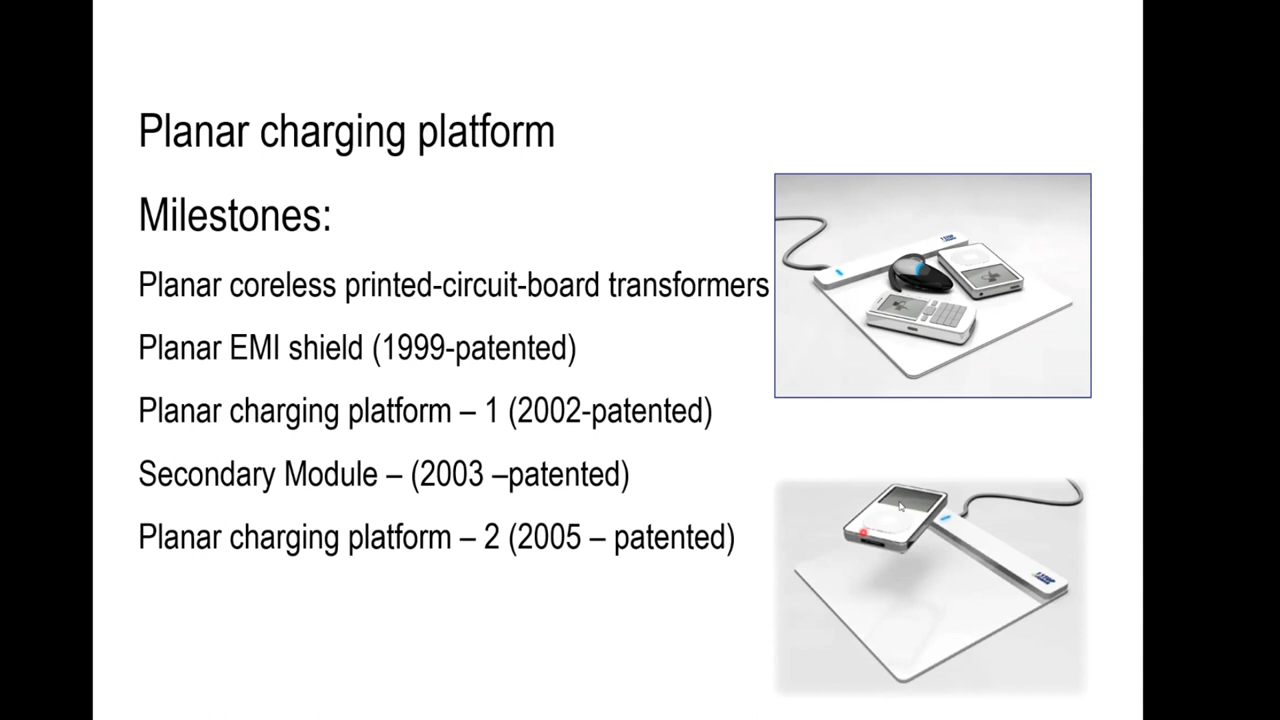 Planar charging platform
Milestones:
Planar coreless printed-circuit-board transformers
Planar EMI shield (1999-patented)
Planar charging platform – 1 (2002-patented)
Secondary Module – (2003 –patented)
Planar charging platform – 2 (2005 – patented)